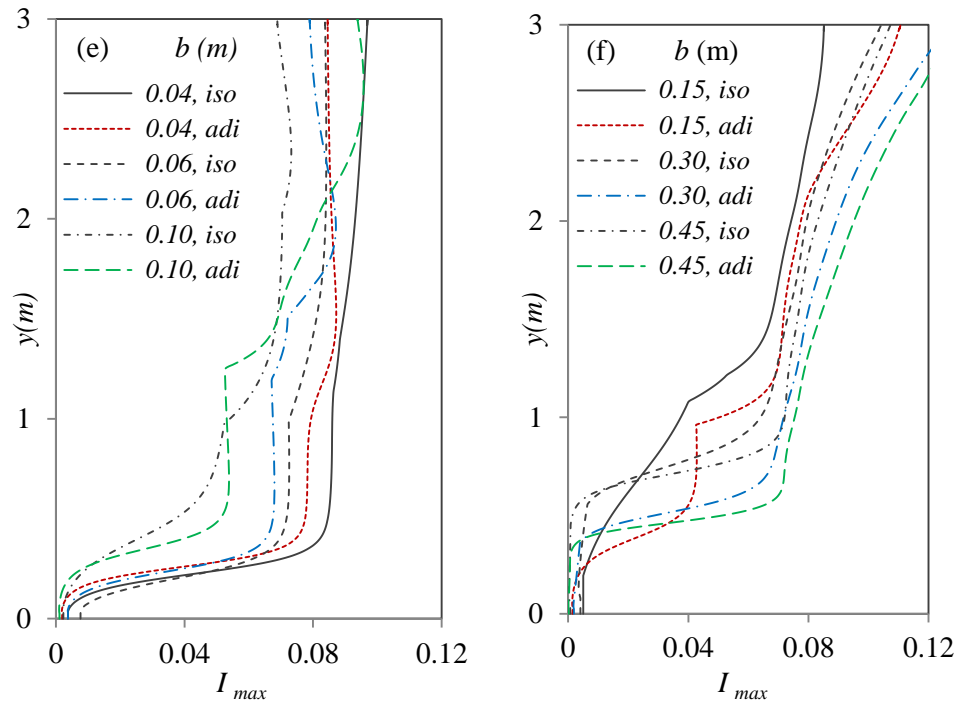 (e) b (m)
0.04, iso
0.04, adi
0.06, iso
0.06, adi
0.10, iso
0.10, adi
3
2
1
0
y(m)
0 0.04 0.08 0.12
I max
(f) b (m)
0.15, iso
0.15, adi
0.30, iso
0.30, adi
0.45, iso
0.45, adi
3
2
1
0
y(m)
0 0.04 0.08 0.12
I max